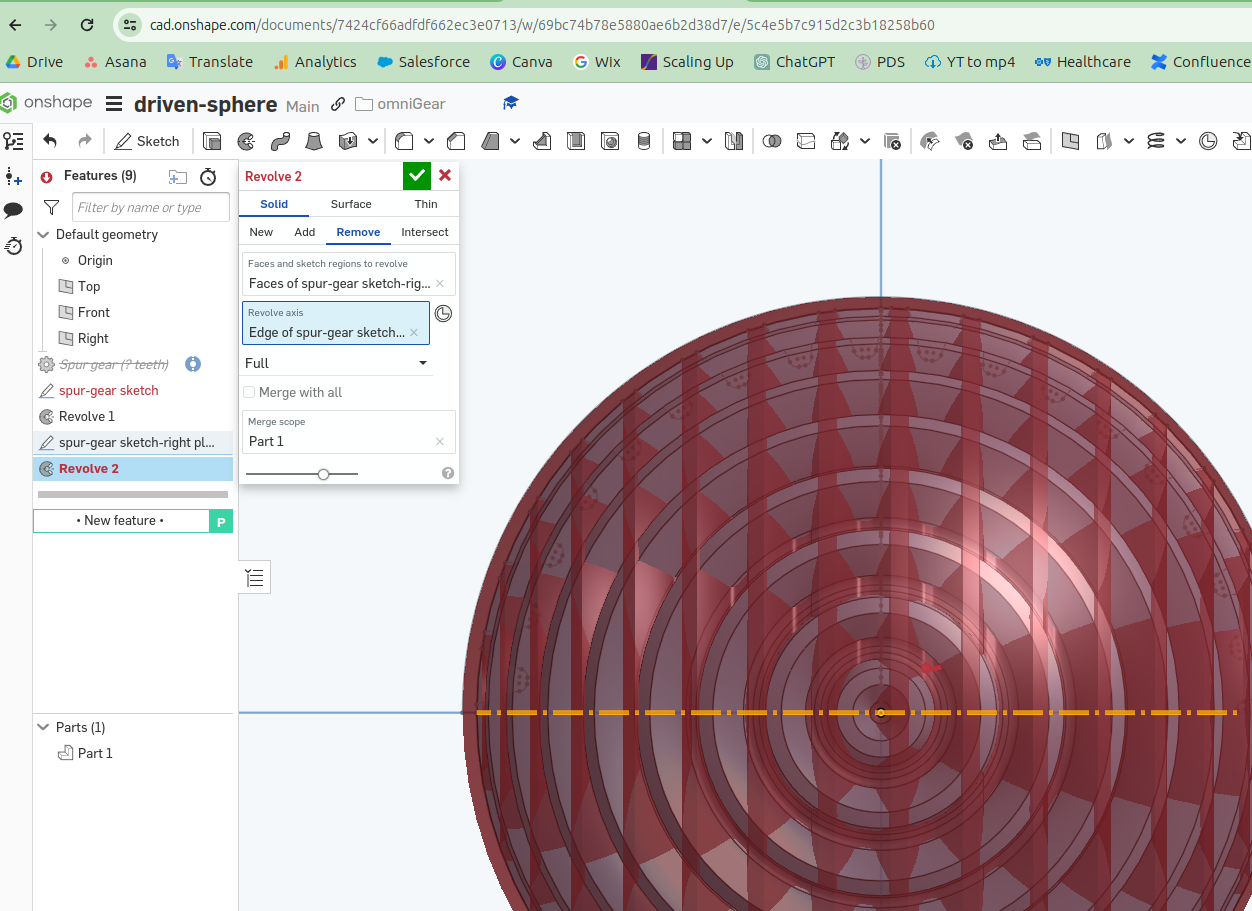 cad.onshape.com/documents/7424cf66adfdf662ec3e0713/w/69bc74b78e5880ae6b2d38d7/e/5c4e5b7c915d2c3b18258b60
Drive Asana Translate Analytics Salesforce Canva Wix Scaling Up ChatGPT PDS YT to mp4 Healthcare Confluence
onshape driven-sphere Main omniGear
Sketch
Features (9)
Filter by name or type
Default geometry
Origin
Top
Front
Right
Spur gear (? teeth)
spur-gear sketch
Revolve 1
spur-gear sketch-right pl...
Revolve 2
• New feature • P
Parts (1)
Part 1
Revolve 2
Solid Surface Thin
New Add Remove Intersect
Faces and sketch regions to revolve
Faces of spur-gear sketch-rig...
Revolve axis
Edge of spur-gear sketch...
Full
Merge with all
Merge scope
Part 1